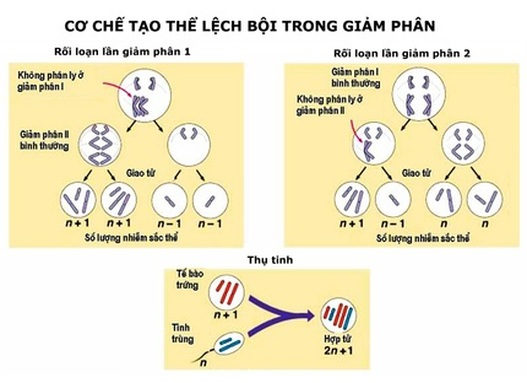 CƠ CHẾ TẠO THỂ LỆCH BỘI TRONG GIẢM PHÂN
Rối loạn lần giảm phân 1
Không phân ly ở
giảm phân I
Giảm phân II
bình thường
Giao tử
n + 1
n + 1
n – 1
n – 1
Số lượng nhiễm sắc thể
Rối loạn lần giảm phân 2
Giảm phân I
bình thường
Không phân ly ở
giảm phân II
Giao tử
n + 1
n – 1
n
n
Số lượng nhiễm sắc thể
Thụ tinh
Tế bào
trứng
n + 1
Tinh
trùng
n
Hợp tử
2n + 1